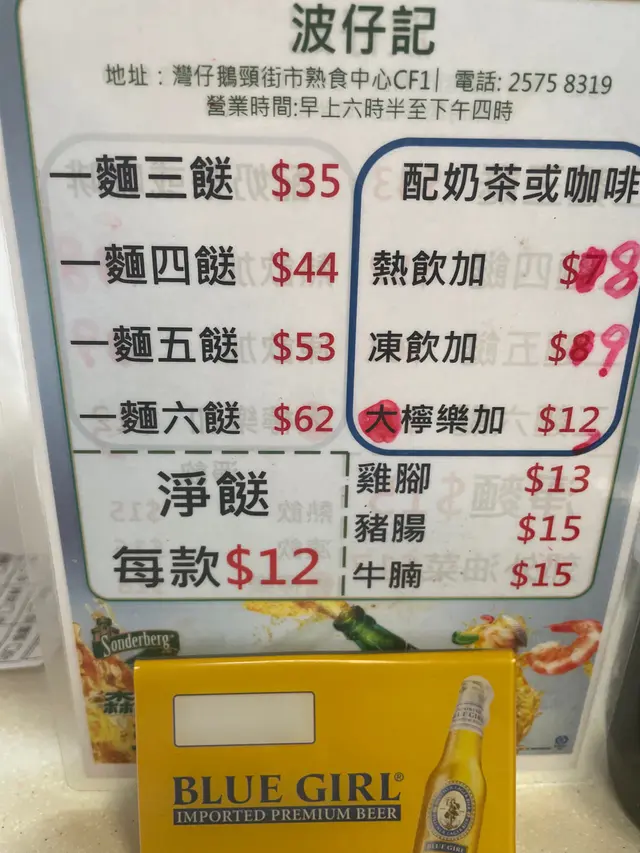 波仔記
地址：灣仔鵝頸街市熟食中心CF1| 電話: 2575 8319
營業時間:早上六時半至下午四時
一麵三餸 $35
一麵四餸 $44
一麵五餸 $53
一麵六餸 $62
配奶茶或咖啡
熱飲加 $8
凍飲加 $9
大檸樂加 $12
淨餸
每款$12
雞腳 $13
豬腸 $15
牛腩 $15
Sonderberg
森
BLUE GIRL®
IMPORTED PREMIUM BEER
BLUE GIRL
BLUE GIRL